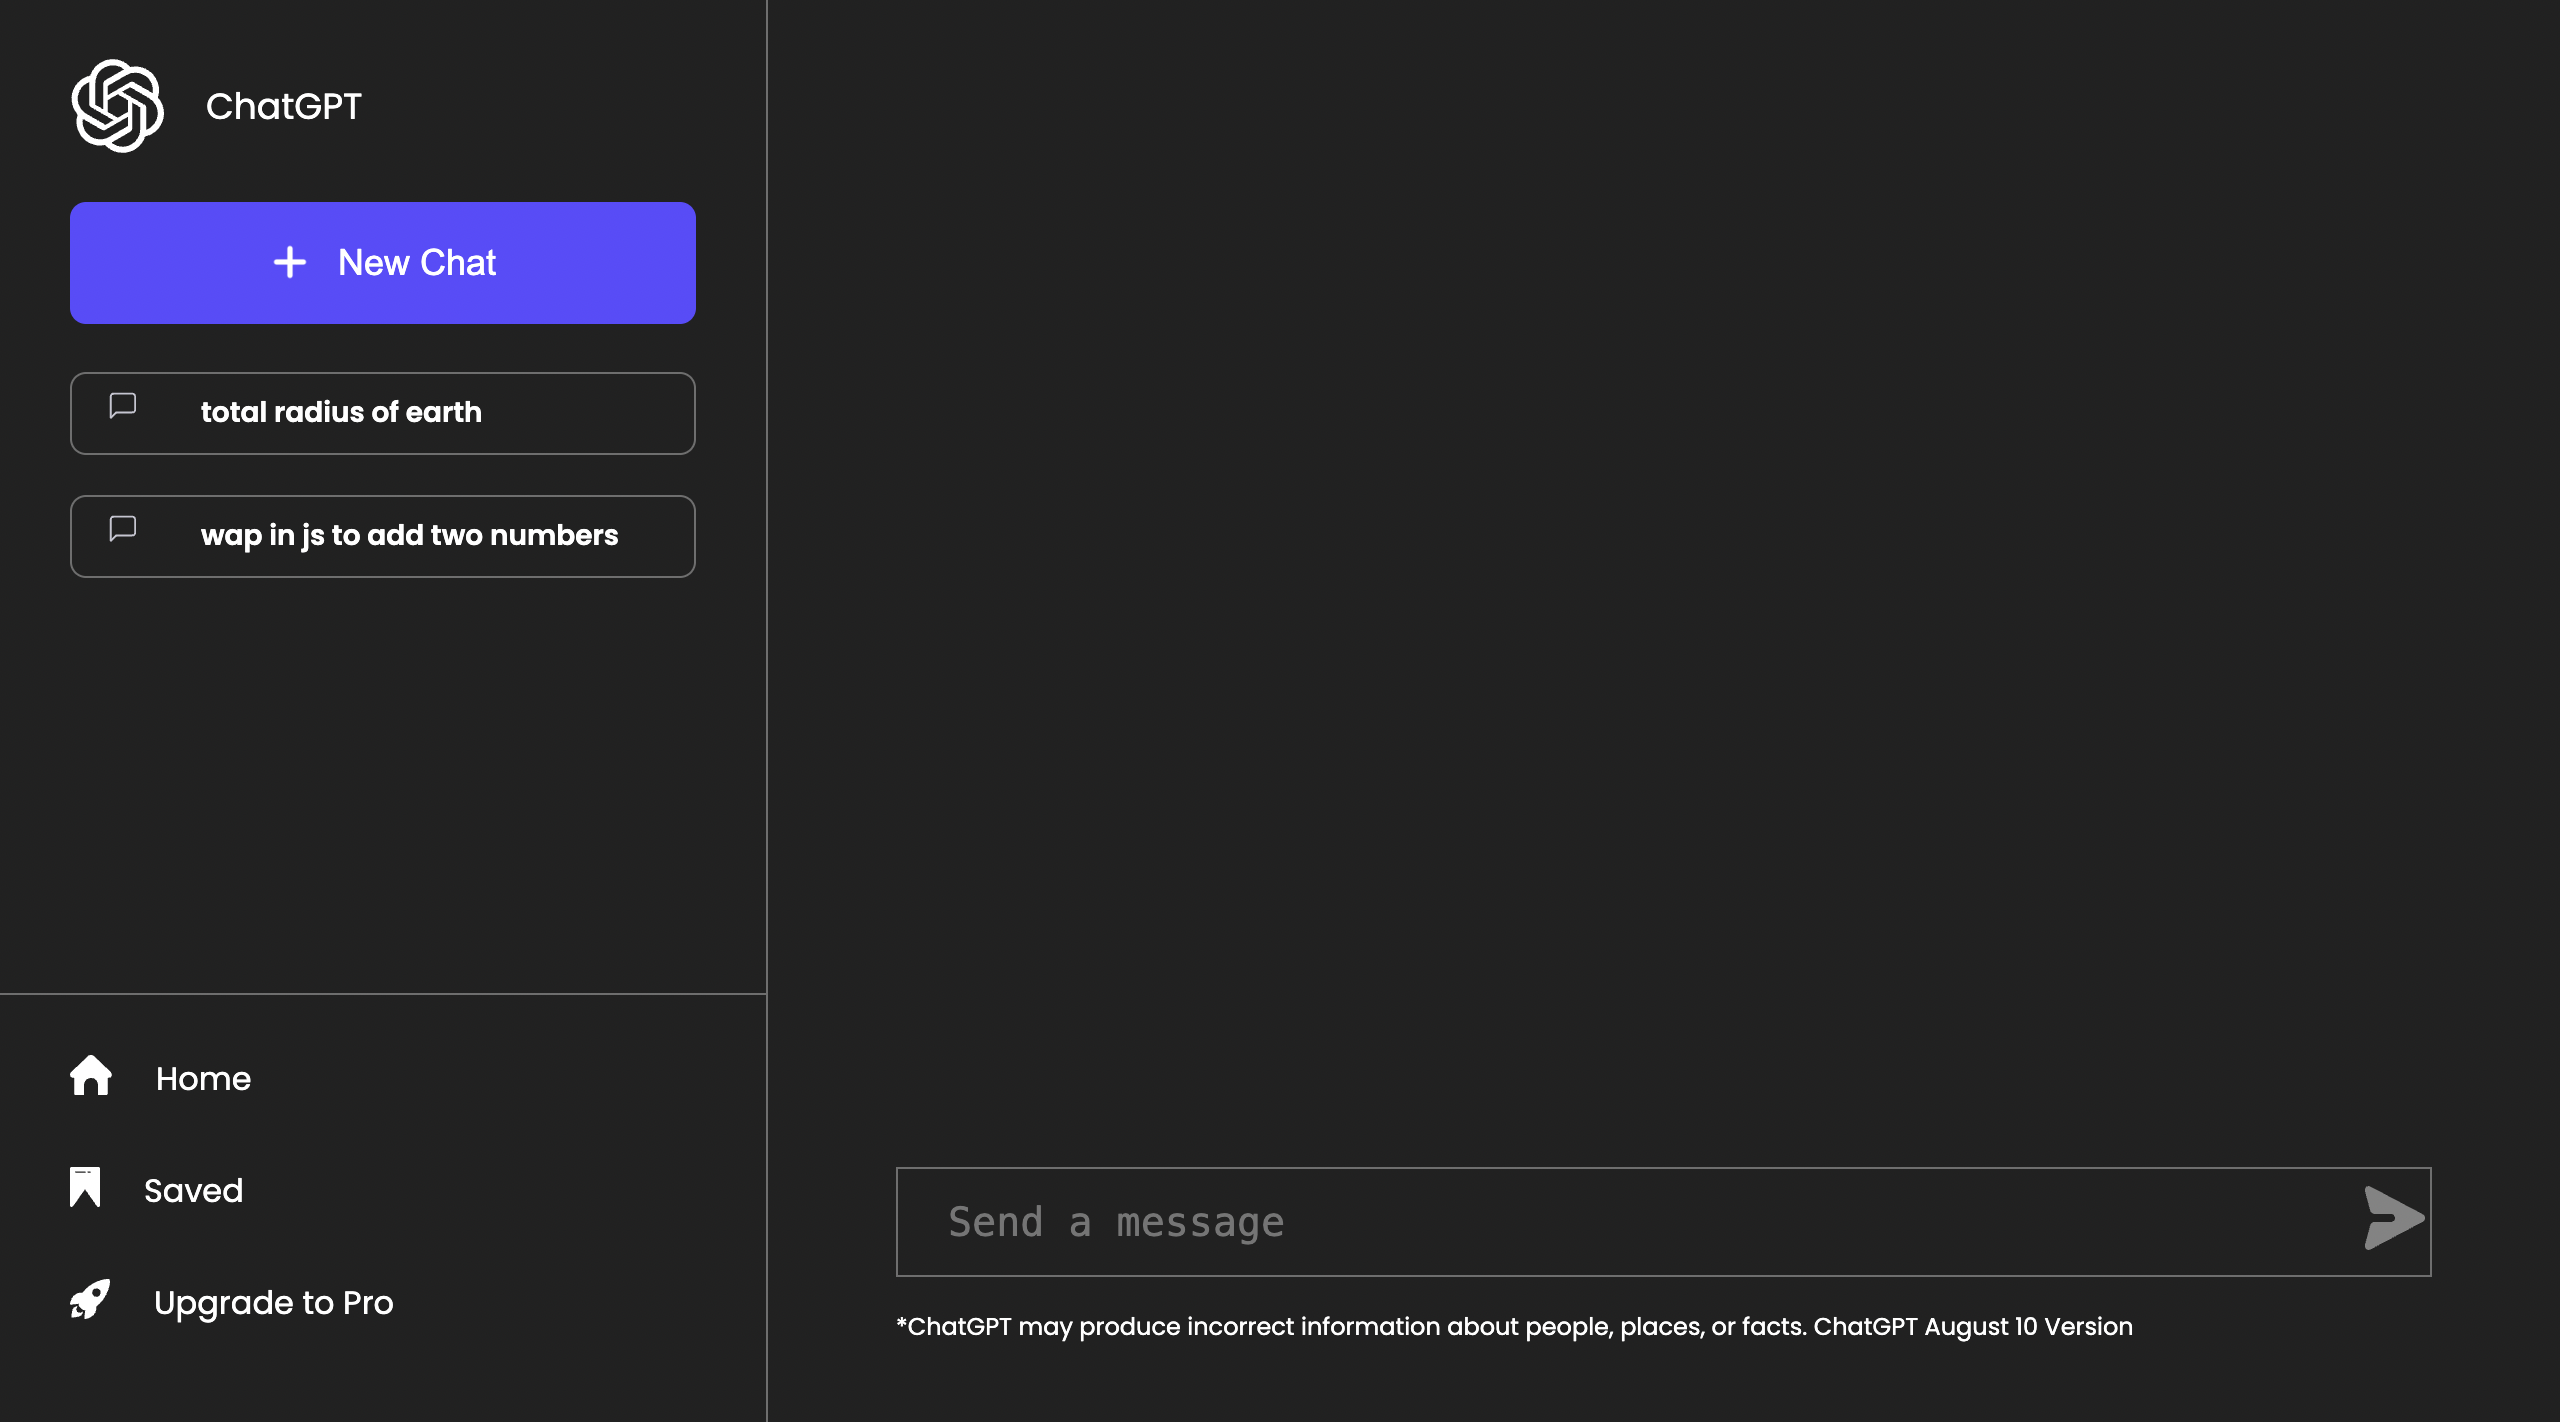 ChatGPT
New Chat
total radius of earth
wap in js to add two numbers
Home
Saved
Upgrade to Pro
Send a message
*ChatGPT may produce incorrect information about people, places, or facts. ChatGPT August 10 Version